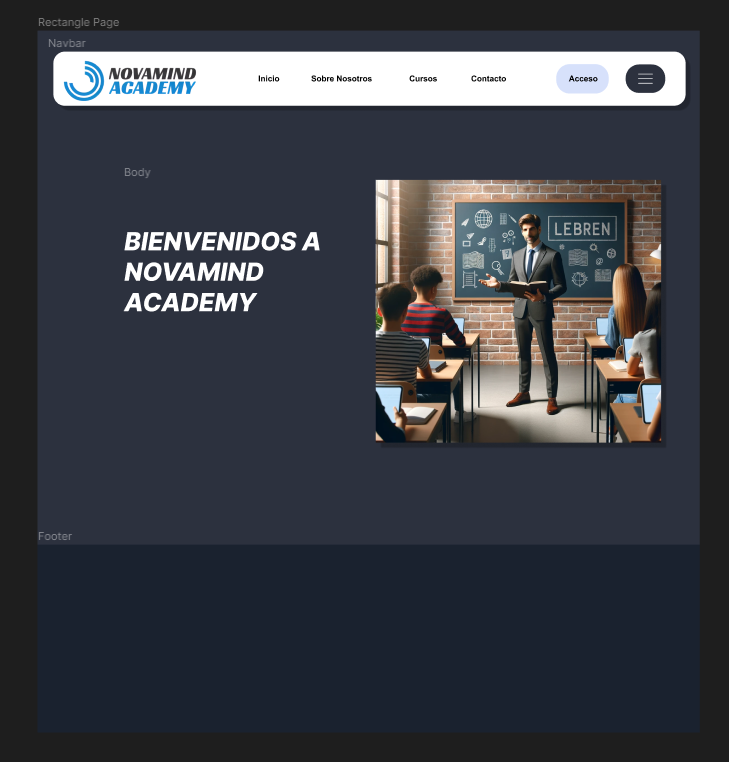 Rectangle Page
Navbar
NOVAMIND
ACADEMY
Inicio
Sobre Nosotros
Cursos
Contacto
Acceso
Body
BIENVENIDOS A
NOVAMIND
ACADEMY
LEBREN
Footer